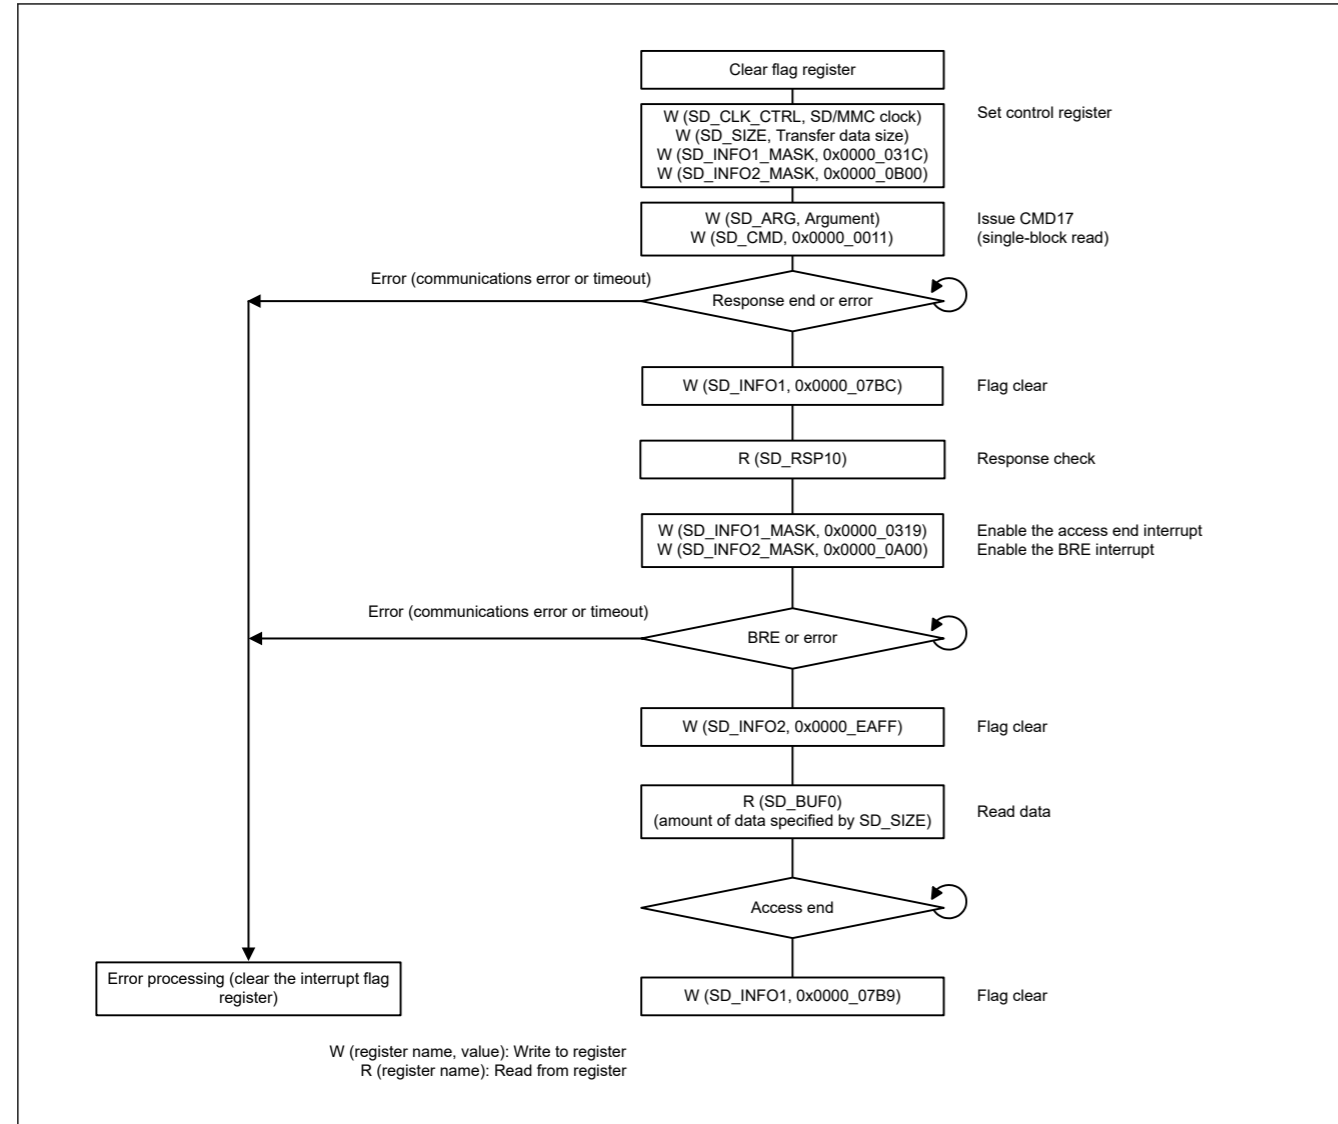 Clear flag register
W (SD_CLK_CTRL, SD/MMC clock)
W (SD_SIZE, Transfer data size)
W (SD_INFO1_MASK, 0x0000_031C)
W (SD_INFO2_MASK, 0x0000_0B00)
Set control register
W (SD_ARG, Argument)
W (SD_CMD, 0x0000_0011)
Issue CMD17
(single-block read)
Error (communications error or timeout)
Response end or error
W (SD_INFO1, 0x0000_07BC)
Flag clear
R (SD_RSP10)
Response check
W (SD_INFO1_MASK, 0x0000_0319)
W (SD_INFO2_MASK, 0x0000_0A00)
Enable the access end interrupt
Enable the BRE interrupt
Error (communications error or timeout)
BRE or error
W (SD_INFO2, 0x0000_EAFF)
Flag clear
R (SD_BUF0)
(amount of data specified by SD_SIZE)
Read data
Access end
Error processing (clear the interrupt flag
register)
W (SD_INFO1, 0x0000_07B9)
Flag clear
W (register name, value): Write to register
R (register name): Read from register